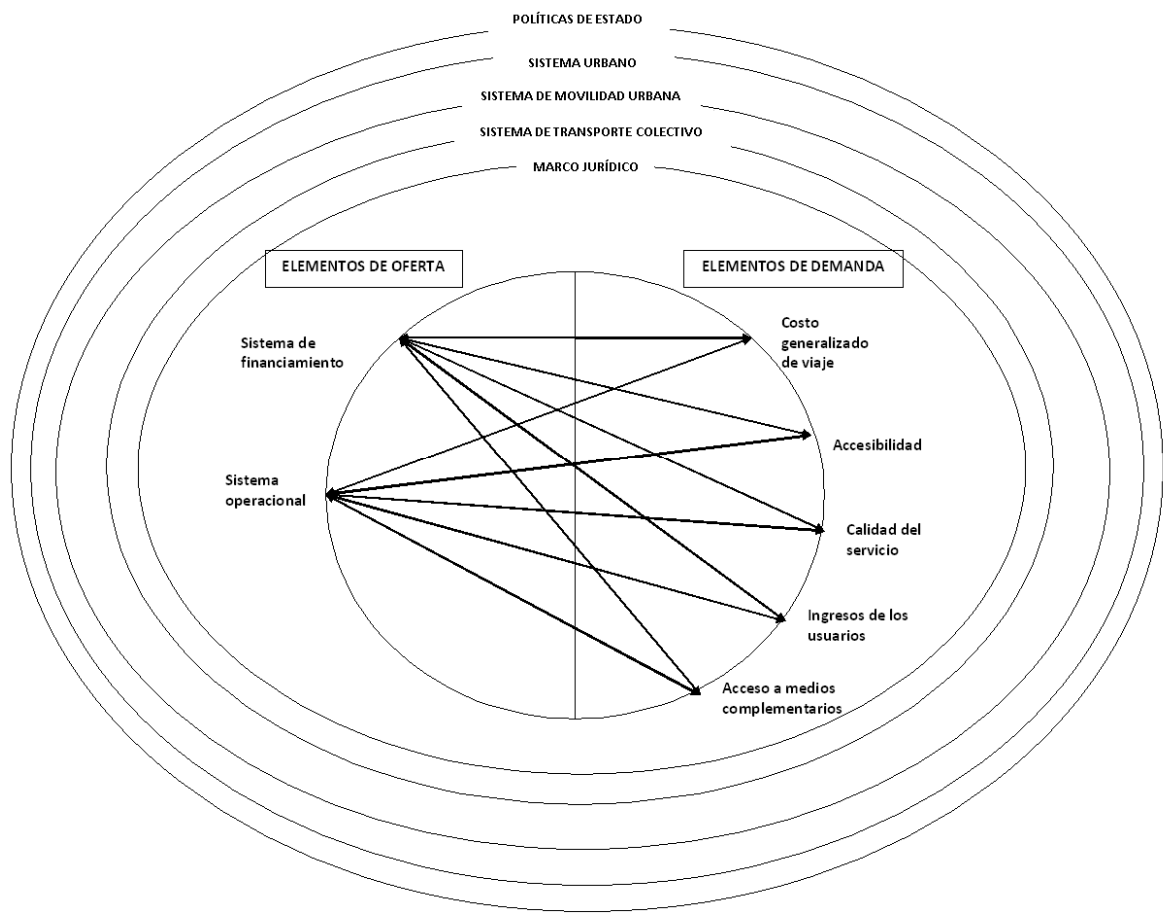 POLÍTICAS DE ESTADO
SISTEMA URBANO
SISTEMA DE MOVILIDAD URBANA
SISTEMA DE TRANSPORTE COLECTIVO
MARCO JURÍDICO
ELEMENTOS DE OFERTA
ELEMENTOS DE DEMANDA
Sistema de
financiamiento
Costo
generalizado
de viaje
Accesibilidad
Sistema
operacional
Calidad del
servicio
Ingresos de los
usuarios
Acceso a medios
complementarios